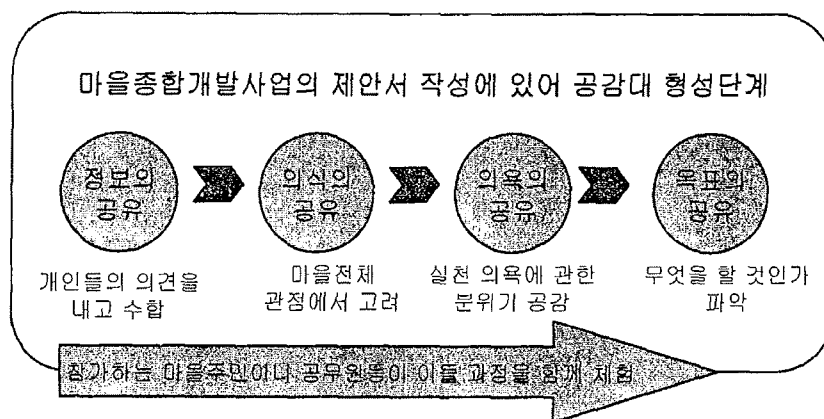 마을종합개발사업의 제안서 작성에 있어 공감대 형성단계
정보의
공유
의식의
공유
의욕의
공유
목표의
공유
개인들의 의견을
내고 수합
마을전체
관점에서 고려
실천 의욕에 관한
분위기 공감
무엇을 할 것인가
파악
참가하는 마을주민이나 공무원등이 이들 과정을 함께 체험